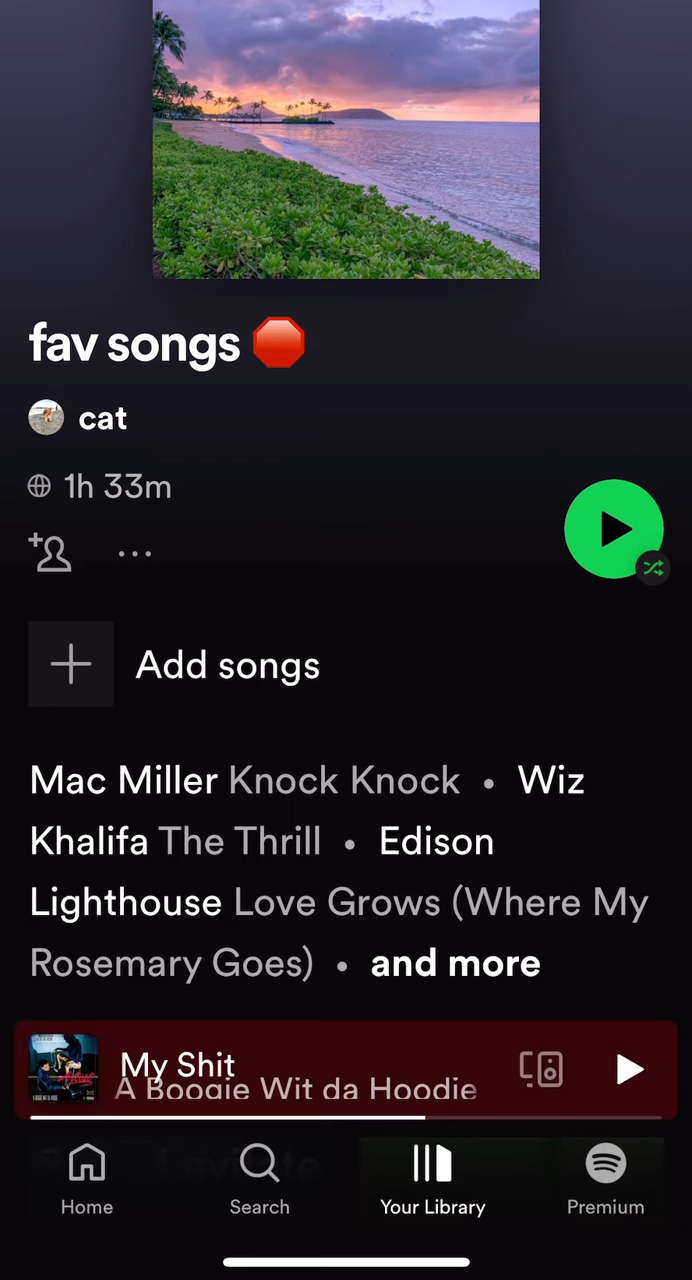 fav songs
cat
1h 33m
Add songs
Mac Miller Knock Knock • Wiz
Khalifa The Thrill • Edison
Lighthouse Love Grows (Where My
Rosemary Goes) • and more
My Shit
A Boogie Wit da Hoodie
Home Search Your Library Premium